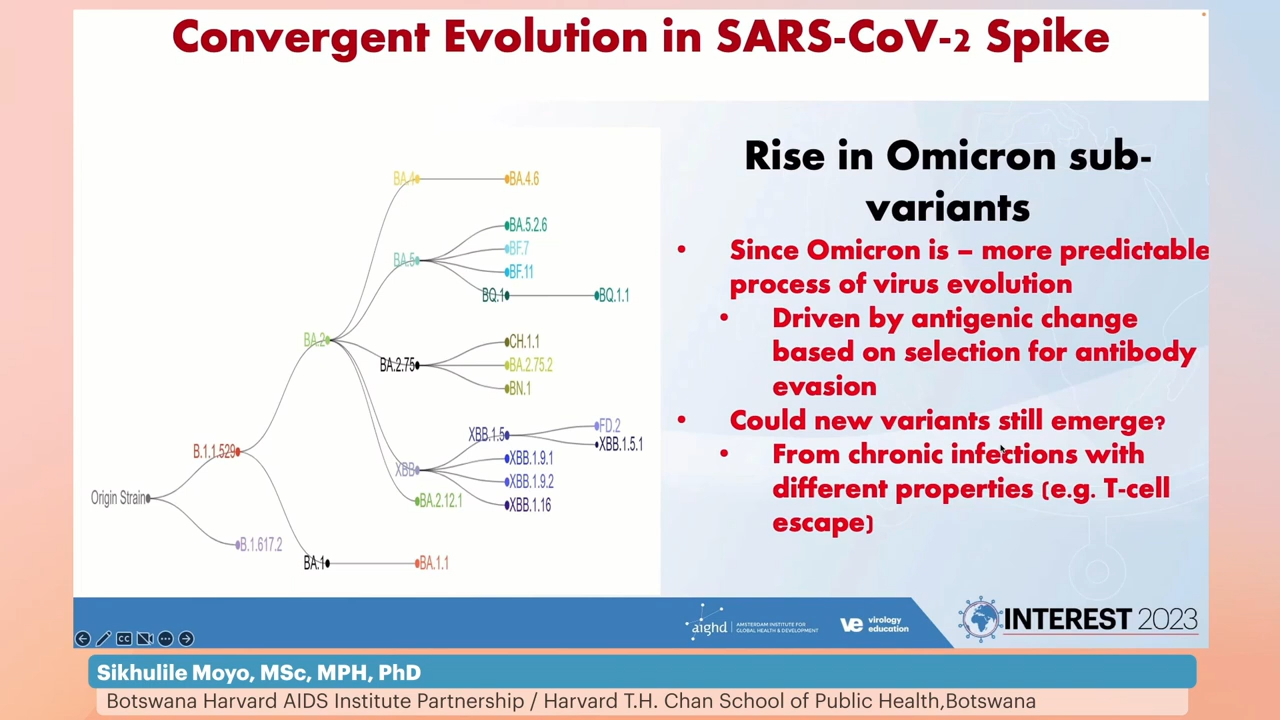 Convergent Evolution in SARS-CoV-2 Spike
Rise in Omicron sub-
variants
• Since Omicron is – more predictable
process of virus evolution
• Driven by antigenic change
based on selection for antibody
evasion
• Could new variants still emerge?
• From chronic infections with
different properties (e.g. T-cell
escape)
BA.4
BA.4.6
BA.5.2.6
BF.7
BA.5
BF.11
BQ.1
BQ.1.1
BA.2
CH.1.1
BA.2.75
BA.2.75.2
BN.1
XBB.1.5
FD.2
XBB.1.5.1
B.1.1.529
XBB.1.9.1
XBB
XBB.1.9.2
Origin Strain
BA.2.12.1
XBB.1.16
B.1.617.2
BA.1
BA.1.1
CC
aighd
AMSTERDAM INSTITUTE FOR
GLOBAL HEALTH & DEVELOPMENT
ve virology
education
INTEREST 2023
Sikhulile Moyo, MSc, MPH, PhD
Botswana Harvard AIDS Institute Partnership / Harvard T.H. Chan School of Public Health,Botswana